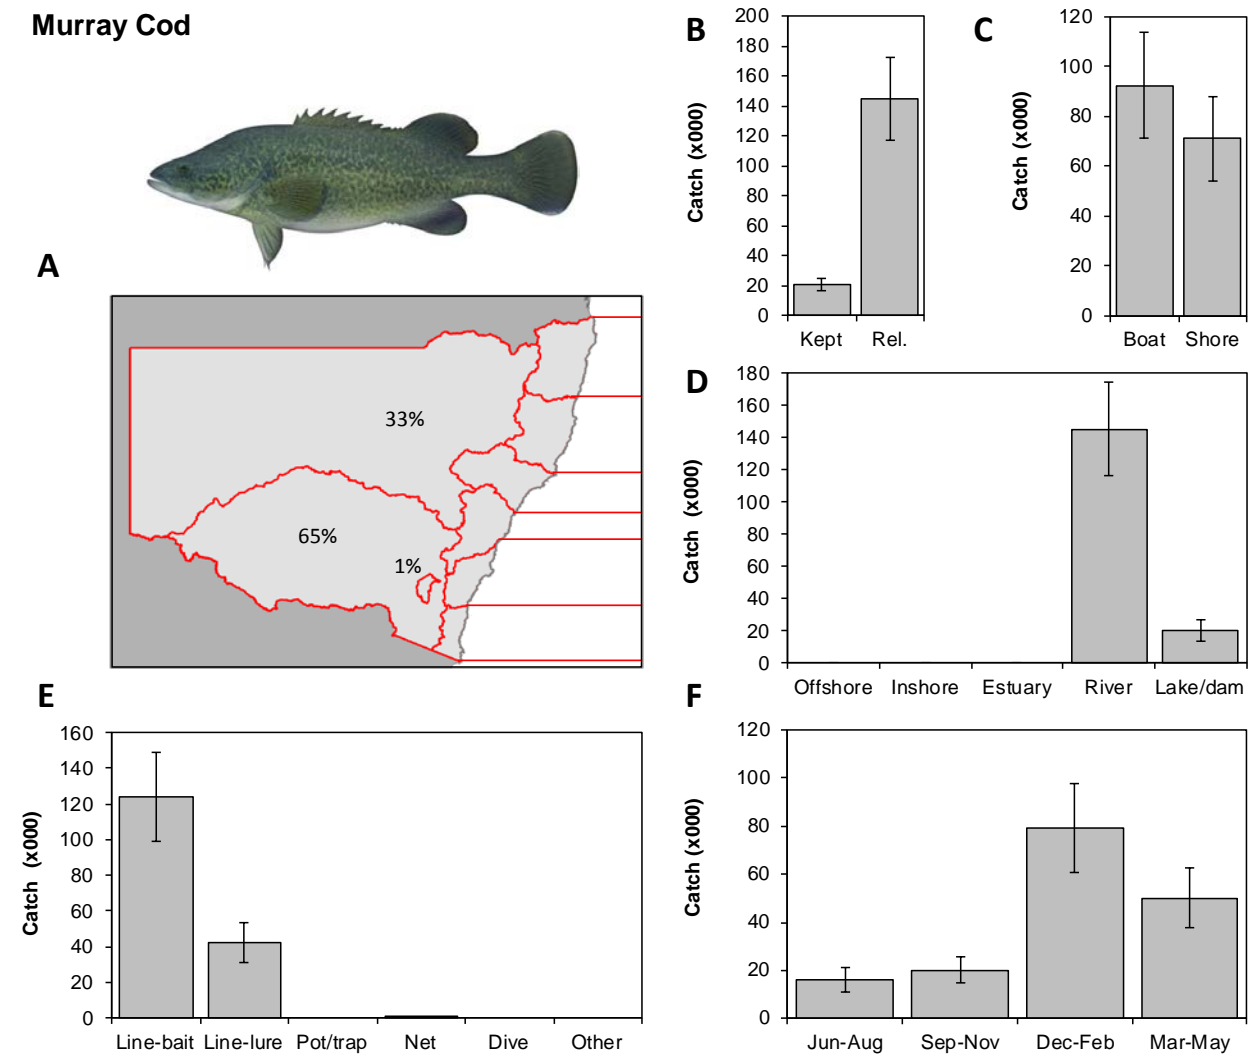 Murray Cod
A
33%
65%
1%
B
Catch (x000)
200
180
160
140
120
100
80
60
40
20
0
Kept Rel.
C
Catch (x000)
120
100
80
60
40
20
0
Boat Shore
D
Catch (x000)
180
160
140
120
100
80
60
40
20
0
Offshore Inshore Estuary River Lake/dam
E
Catch (x000)
160
140
120
100
80
60
40
20
0
Line-bait Line-lure Pot/trap Net Dive Other
F
Catch (x000)
120
100
80
60
40
20
0
Jun-Aug Sep-Nov Dec-Feb Mar-May